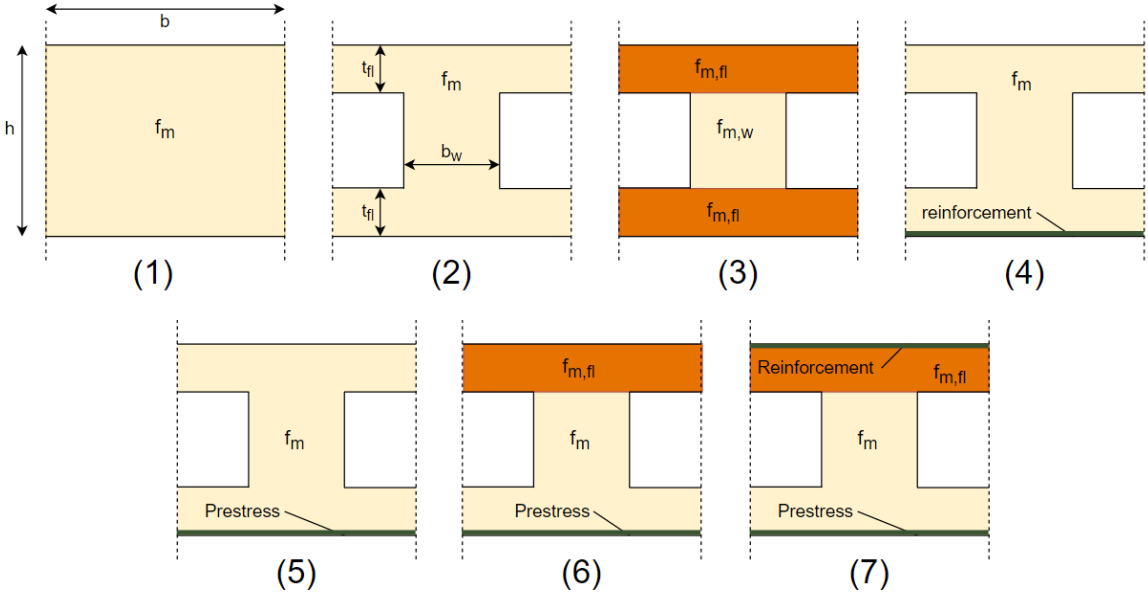 b
h
f_m
(1)
t_fl
f_m
b_w
t_fl
(2)
f_m,fl
f_m,w
f_m,fl
(3)
f_m
reinforcement
(4)
f_m
Prestress
(5)
f_m,fl
f_m
Prestress
(6)
Reinforcement
f_m,fl
f_m
Prestress
(7)